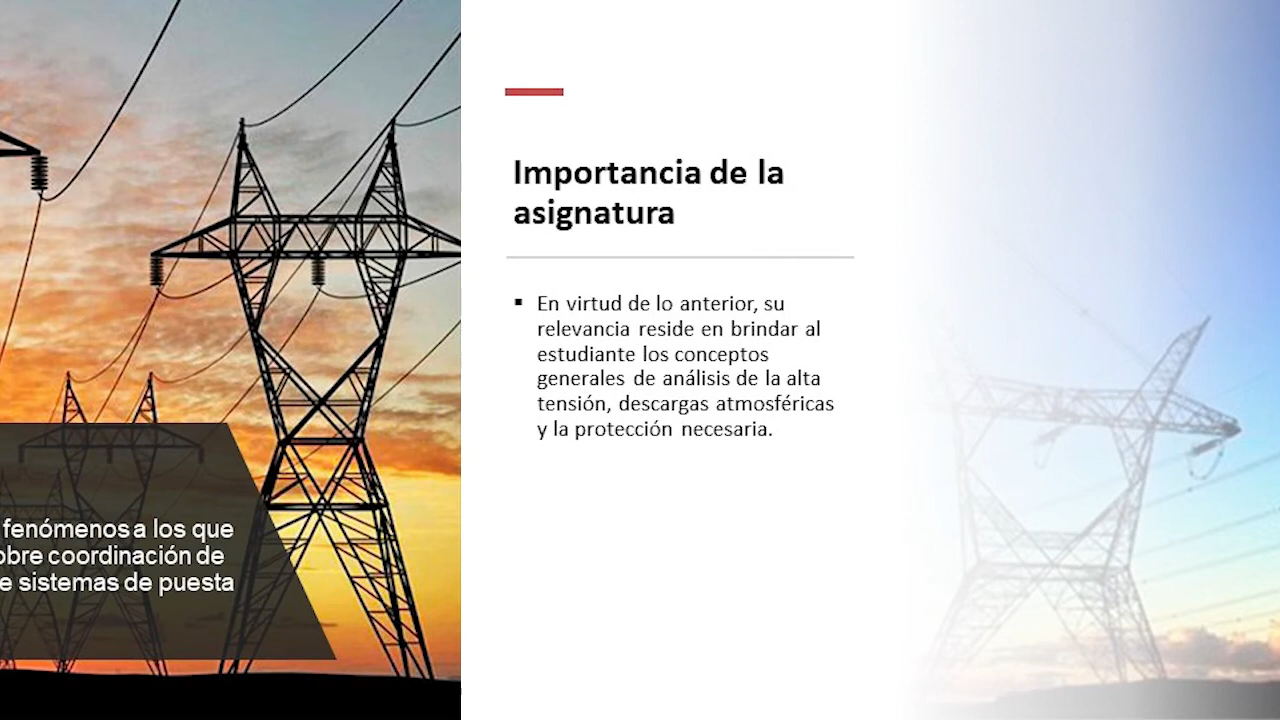 Importancia de la
asignatura
En virtud de lo anterior, su
relevancia reside en brindar al
estudiante los conceptos
generales de análisis de la alta
tensión, descargas atmosféricas
y la protección necesaria.
fenómenos a los que
coordinación de
sistemas de puesta